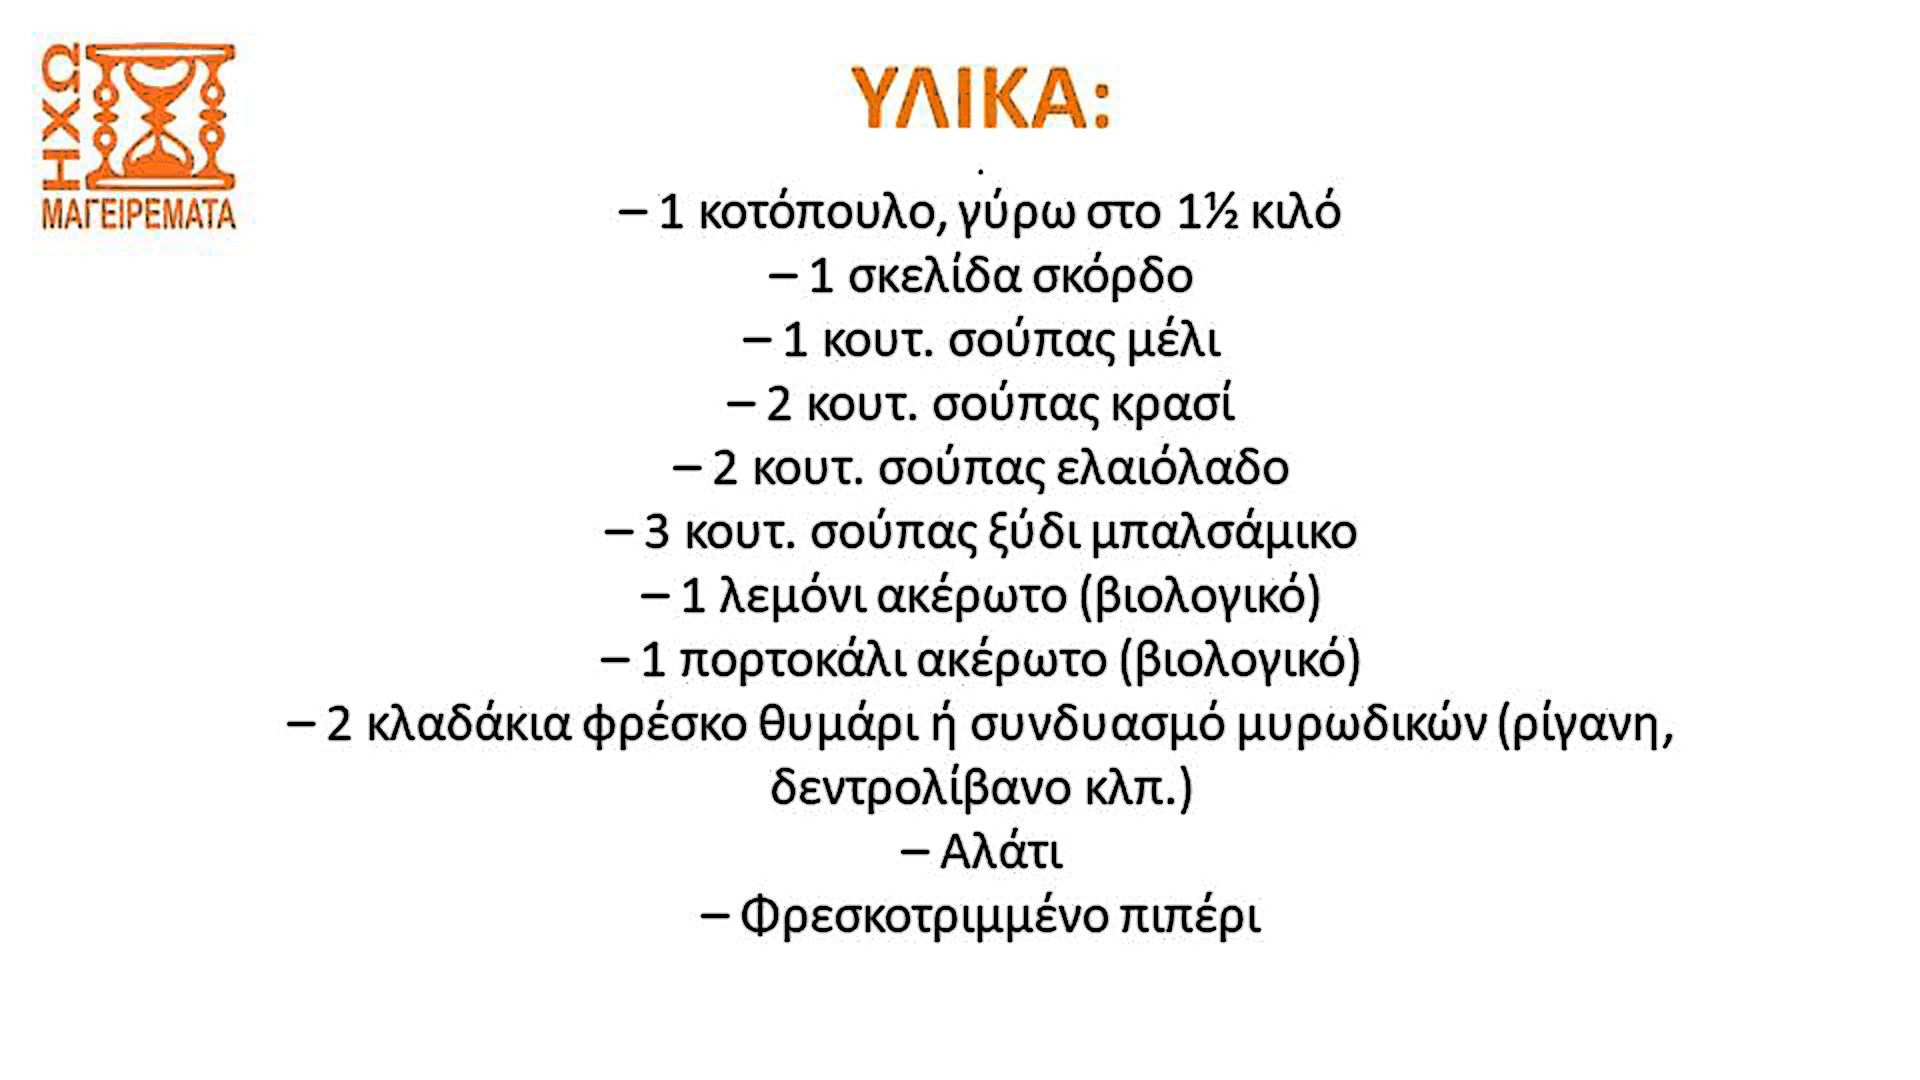 ΗΧΩ
ΜΑΓΕΙΡΕΜΑΤΑ
ΥΛΙΚΑ:
.
– 1 κοτόπουλο, γύρω στο 1½ κιλό
– 1 σκελίδα σκόρδο
– 1 κουτ. σούπας μέλι
– 2 κουτ. σούπας κρασί
– 2 κουτ. σούπας ελαιόλαδο
– 3 κουτ. σούπας ξύδι μπαλσάμικο
– 1 λεμόνι ακέρωτο (βιολογικό)
– 1 πορτοκάλι ακέρωτο (βιολογικό)
– 2 κλαδάκια φρέσκο θυμάρι ή συνδυασμό μυρωδικών (ρίγανη,
δεντρολίβανο κλπ.)
– Αλάτι
– Φρεσκοτριμμένο πιπέρι